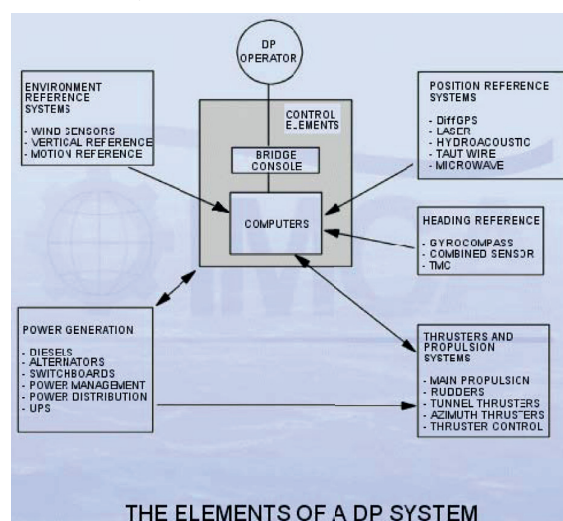 DP
OPERATOR
ENVIRONMENT
REFERENCE
SYSTEMS
- WIND SENSORS
- VERTICAL REFERENCE
- MOTION REFERENCE
CONTROL
ELEMENTS
BRIDGE
CONSOLE
COMPUTERS
POSITION REFERENCE
SYSTEMS
- DiffGPS
- LASER
- HYDROACOUSTIC
- TAUT WIRE
- MICROWAVE
HEADING REFERENCE
- GYROCOMPASS
- COMBINED SENSOR
- TMC
IMCA
POWER GENERATION
- DIESELS
- ALTERNATORS
- SWITCHBOARDS
- POWER MANAGEMENT
- POWER DISTRIBUTION
- UPS
THRUSTERS AND
PROPULSION
SYSTEMS
- MAIN PROPULSION
- RUDDERS
- TUNNEL THRUSTERS
- AZIMUTH THRUSTERS
- THRUSTER CONTROL
THE ELEMENTS OF A DP SYSTEM